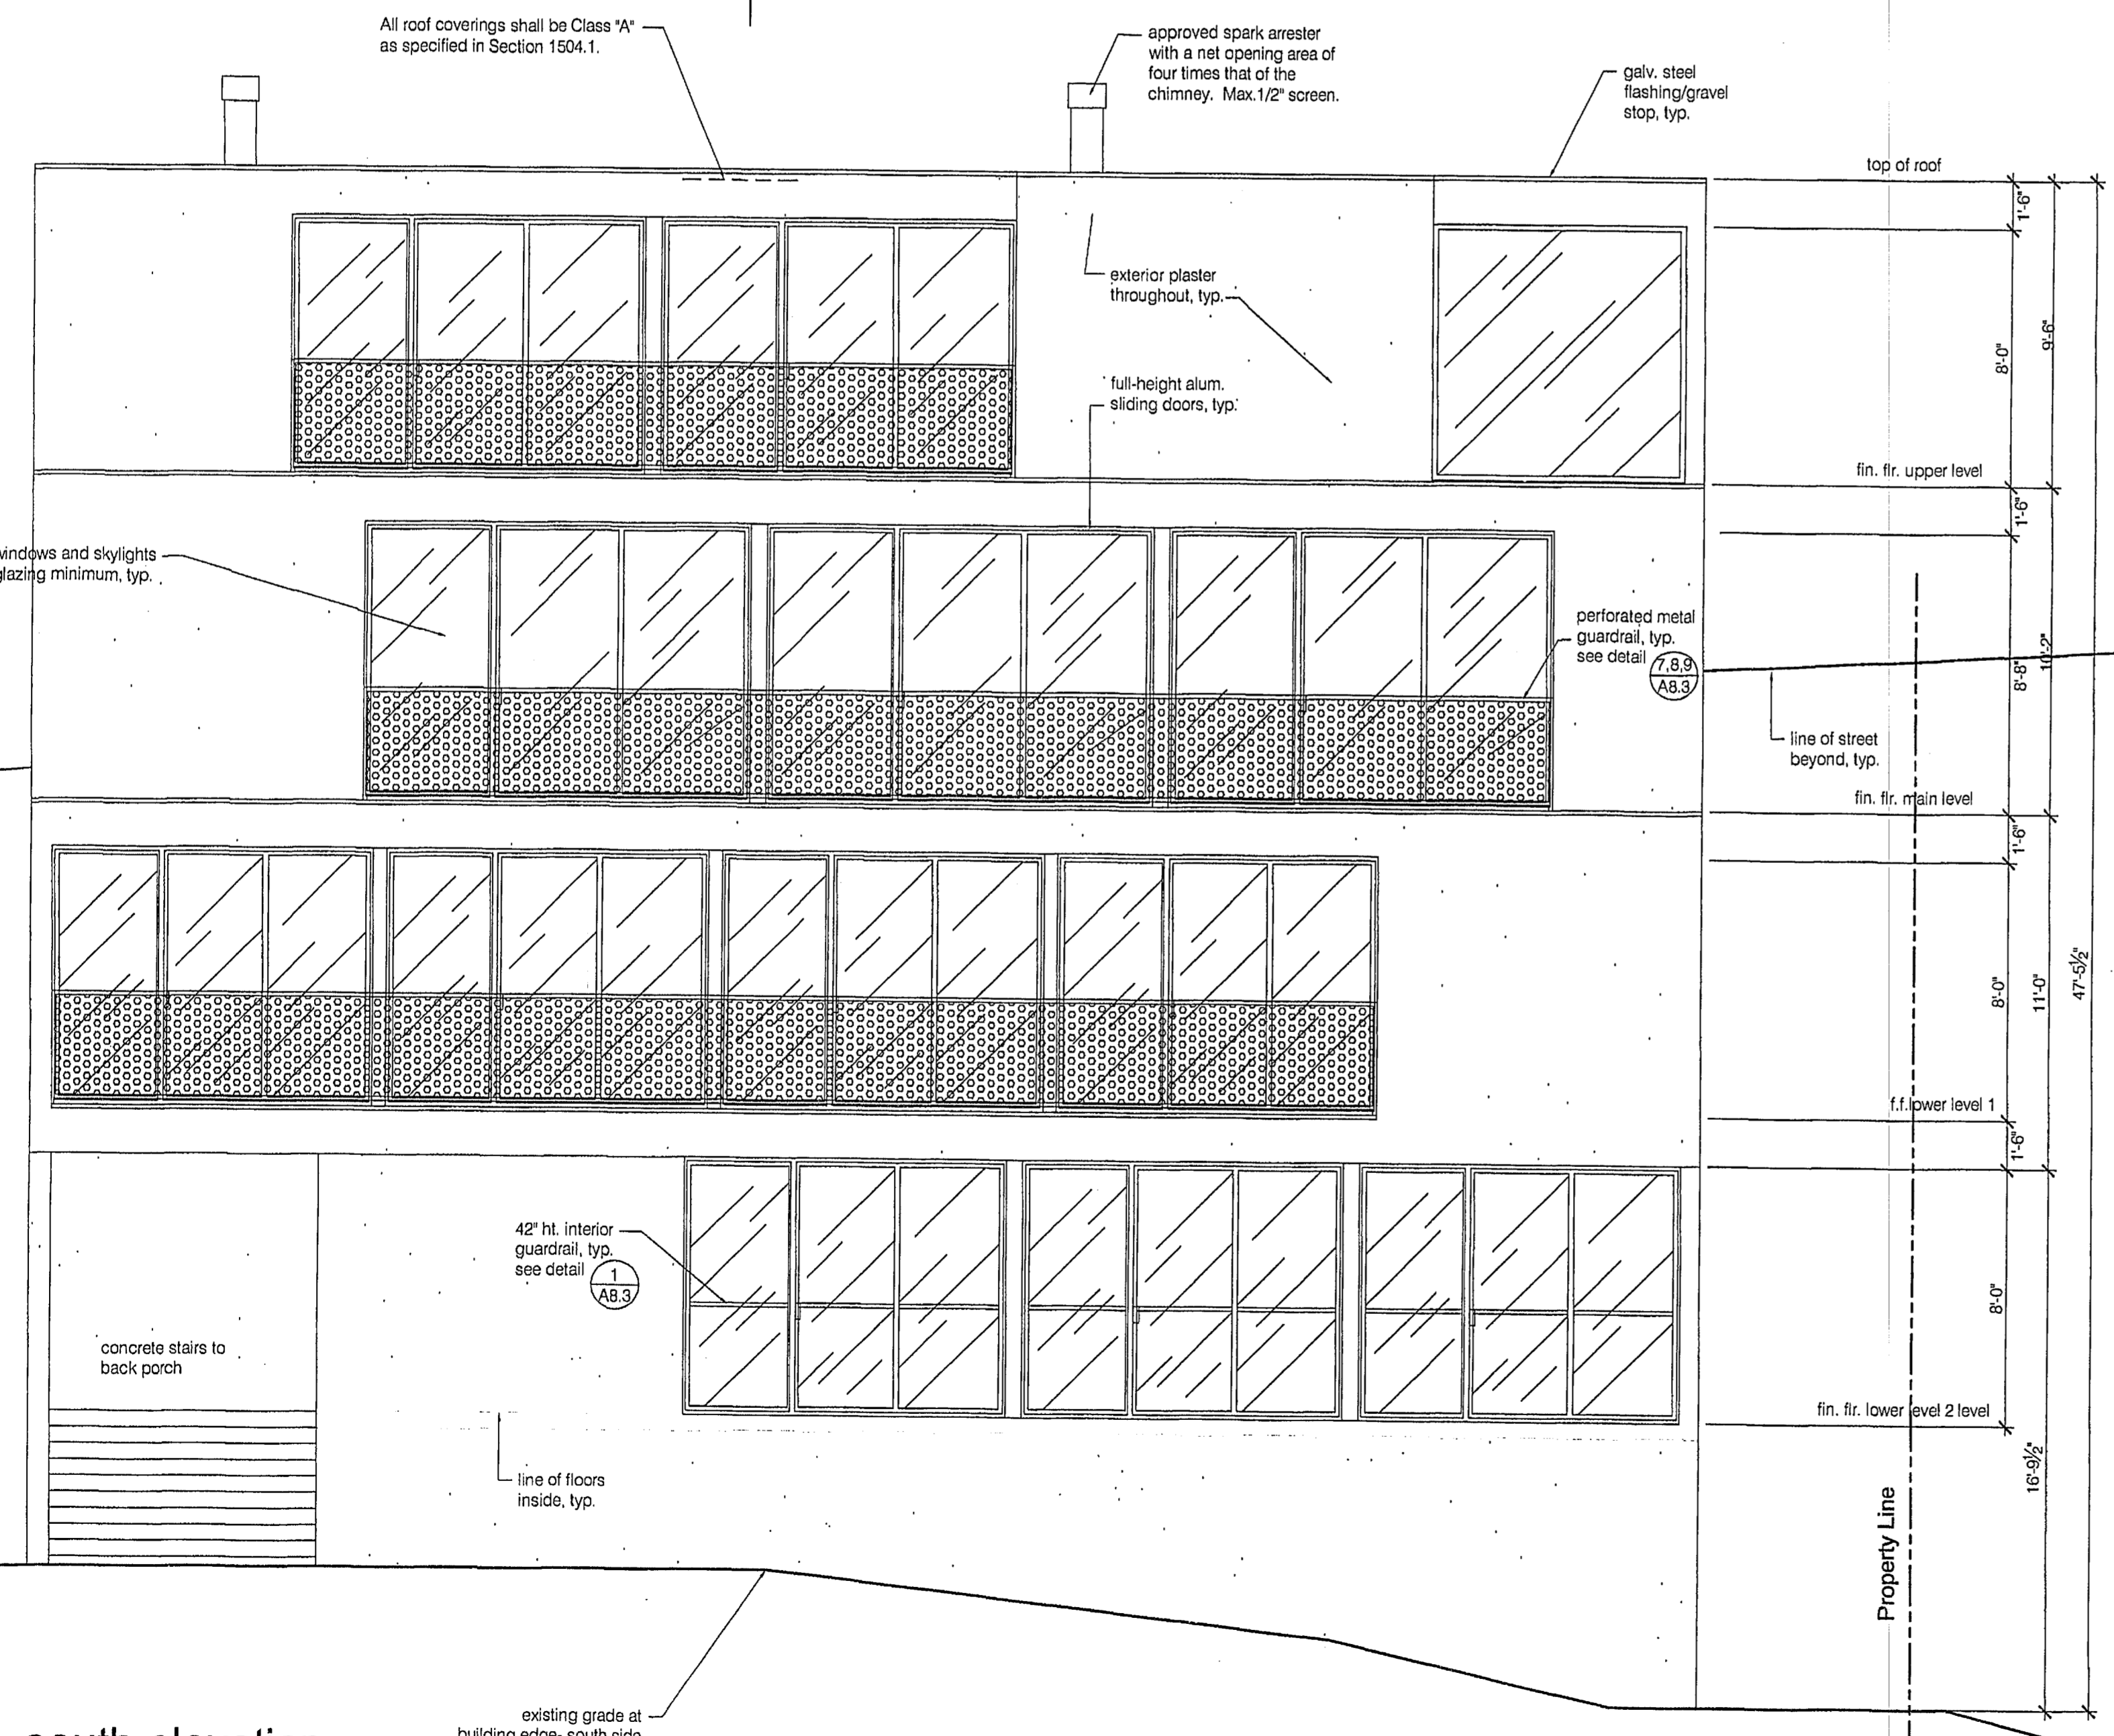 All roof coverings shall be Class "A"
as specified in Section 1504.1.
approved spark arrester
with a net opening area of
four times that of the
chimney. Max.1/2" screen.
galv. steel
flashing/gravel
stop, typ.
top of roof
1'-6"
exterior plaster
throughout, typ.
8'-0"
9'-6"
full-height alum.
sliding doors, typ.
fin. flr. upper level
1'-6"
windows and skylights
glazing minimum, typ.
perforated metal
guardrail, typ.
see detail
7,8,9
A8.3
8'-8"
10'-2"
line of street
beyond, typ.
fin. flr. main level
1'-6"
8'-0"
11'-0"
47'-5½"
f.f.lower level 1
1'-6"
42" ht. interior
guardrail, typ.
see detail
1
A8.3
8'-0"
concrete stairs to
back porch
fin. flr. lower level 2 level
line of floors
inside, typ.
16'-9½"
Property Line
existing grade at
building edge- south side
south elevation